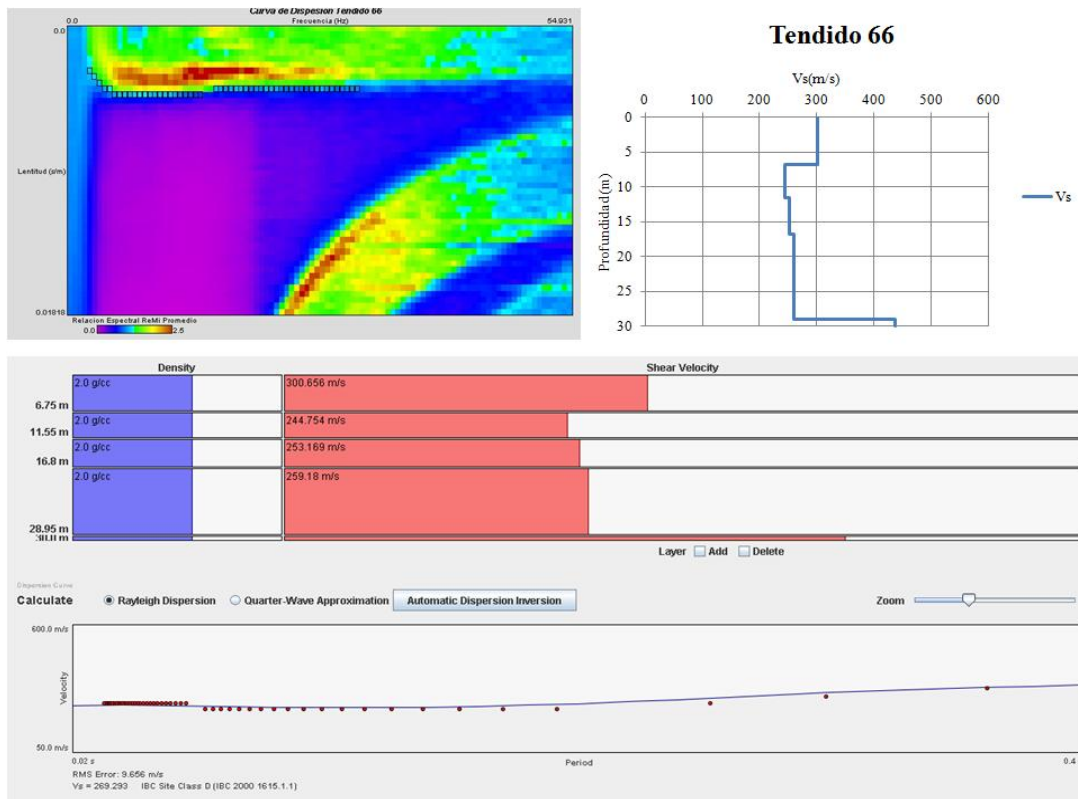 Curva de Dispesión Tendido 66
0.0 Frecuencia (Hz) 54.931
0.0
Lentitud (s/m)
0.01818
Relacion Espectral ReMi Promedio
0.0 2.5
Tendido 66
Vs(m/s)
0 100 200 300 400 500 600
0
5
10
15
20
25
30
Profundidad(m)
Vs
Density Shear Velocity
2.0 g/cc 300.656 m/s
6.75 m
2.0 g/cc 244.754 m/s
11.55 m
2.0 g/cc 253.169 m/s
16.8 m
2.0 g/cc 259.18 m/s
28.95 m
Layer Add Delete
Dispersion Curve
Calculate Rayleigh Dispersion Quarter-Wave Approximation Automatic Dispersion Inversion Zoom
600.0 m/s
Velocity
50.0 m/s
0.02 s Period 0.4
RMS Error: 9.656 m/s
Vs = 269.293 IBC Site Class D (IBC 2000 1615.1.1)